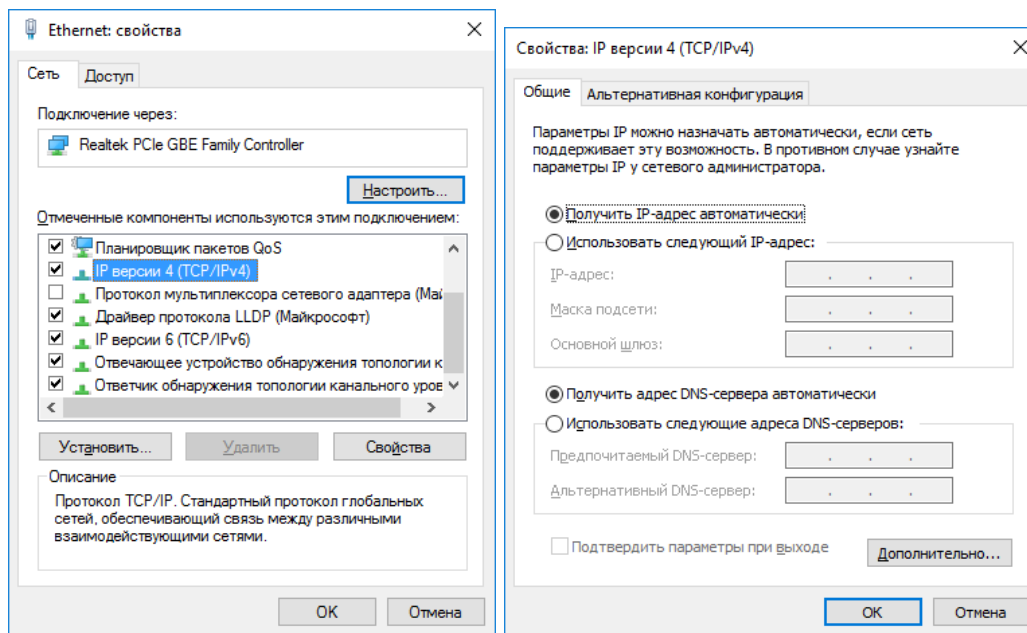 Ethernet: свойства
Сеть
Доступ
Подключение через:
Realtek PCIe GBE Family Controller
Настроить...
Отмеченные компоненты используются этим подключением:
Планировщик пакетов QoS
IP версии 4 (TCP/IPv4)
Протокол мультиплексора сетевого адаптера (Май
Драйвер протокола LLDP (Майкрософт)
IP версии 6 (TCP/IPv6)
Отвечающее устройство обнаружения топологии к
Ответчик обнаружения топологии канального уров
Установить...
Удалить
Свойства
Описание
Протокол TCP/IP. Стандартный протокол глобальных
сетей, обеспечивающий связь между различными
взаимодействующими сетями.
OK
Отмена
Свойства: IP версии 4 (TCP/IPv4)
Общие
Альтернативная конфигурация
Параметры IP можно назначать автоматически, если сеть
поддерживает эту возможность. В противном случае узнайте
параметры IP у сетевого администратора.
Получить IP-адрес автоматически
Использовать следующий IP-адрес:
IP-адрес:
Маска подсети:
Основной шлюз:
Получить адрес DNS-сервера автоматически
Использовать следующие адреса DNS-серверов:
Предпочитаемый DNS-сервер:
Альтернативный DNS-сервер:
Подтвердить параметры при выходе
Дополнительно...
OK
Отмена